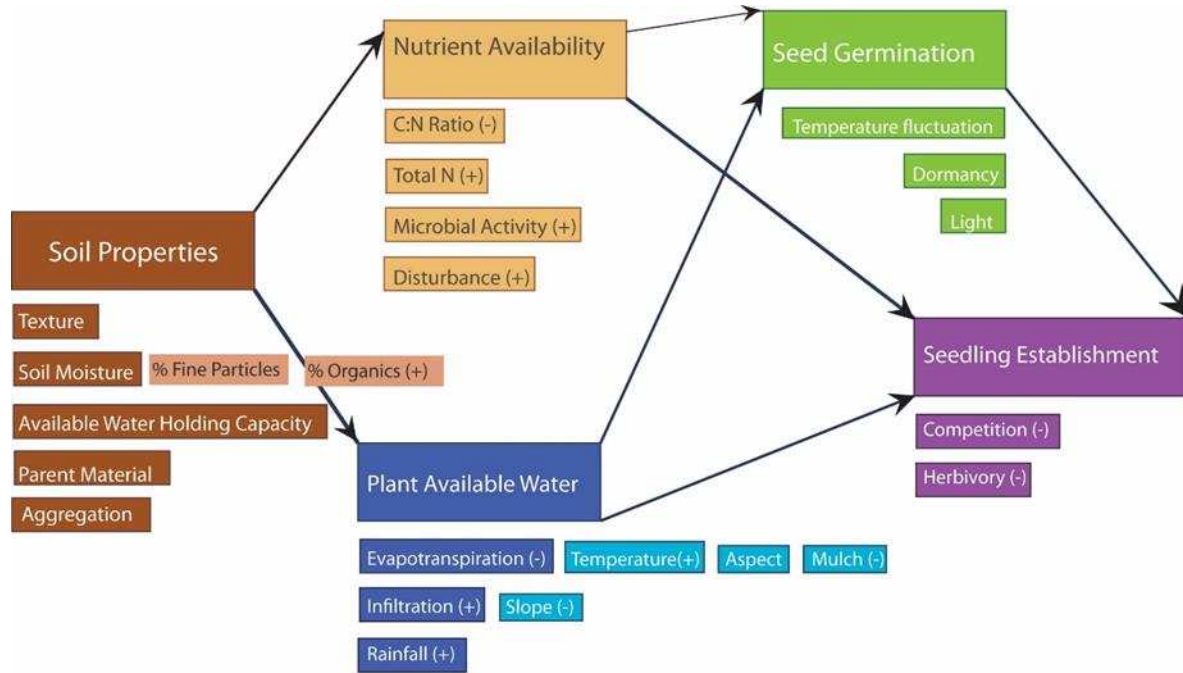 Nutrient Availability
C:N Ratio (-)
Total N (+)
Microbial Activity (+)
Disturbance (+)
Seed Germination
Temperature fluctuation
Dormancy
Light
Soil Properties
Texture
Soil Moisture % Fine Particles % Organics (+)
Available Water Holding Capacity
Parent Material
Aggregation
Plant Available Water
Evapotranspiration (-) Temperature(+) Aspect Mulch (-)
Infiltration (+) Slope (-)
Rainfall (+)
Seedling Establishment
Competition (-)
Herbivory (-)